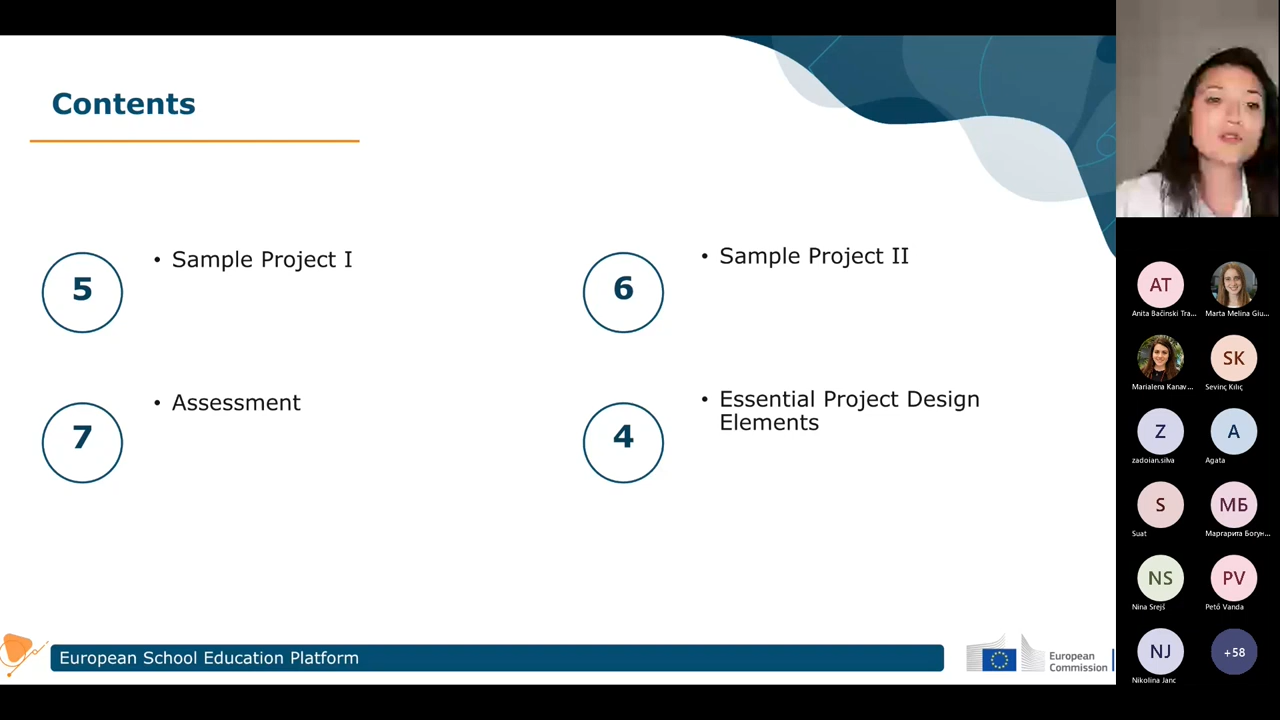 Contents
5
• Sample Project I
6
• Sample Project II
7
• Assessment
4
• Essential Project Design
Elements
European School Education Platform
European
Commission
AT
Anita Bačinski Tra...
Marta Melina Giu...
Marialena Kanav...
SK
Sevinç Kılıç
Z
zadoian.silva
A
Agata
S
Suat
МБ
Маргарита Богун...
NS
Nina Srejš
PV
Pető Vanda
NJ
Nikolina Janc
+58